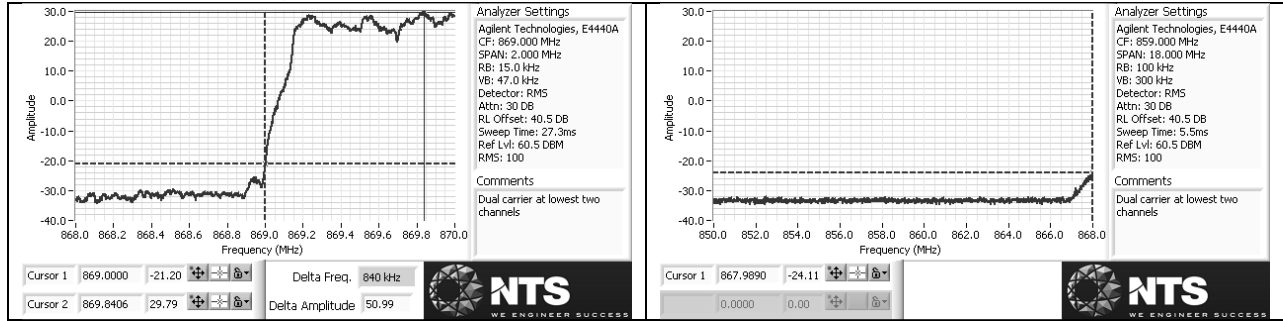 30.0
20.0
10.0
0.0
-10.0
-20.0
-30.0
-40.0
Amplitude
868.0 868.2 868.4 868.6 868.8 869.0 869.2 869.4 869.6 869.8 870.0
Frequency (MHz)
Analyzer Settings
Agilent Technologies, E4440A
CF: 869.000 MHz
SPAN: 2.000 MHz
RB: 15.0 kHz
VB: 47.0 kHz
Detector: RMS
Attn: 30 DB
RL Offset: 40.5 DB
Sweep Time: 27.3ms
Ref Lvl: 60.5 DBM
RMS: 100
Comments
Dual carrier at lowest two
channels
Cursor 1 869.0000 -21.20
Cursor 2 869.8406 29.79
Delta Freq. 840 kHz
Delta Amplitude 50.99
NTS
WE ENGINEER SUCCESS
30.0
20.0
10.0
0.0
-10.0
-20.0
-30.0
-40.0
Amplitude
850.0 852.0 854.0 856.0 858.0 860.0 862.0 864.0 866.0 868.0
Frequency (MHz)
Analyzer Settings
Agilent Technologies, E4440A
CF: 859.000 MHz
SPAN: 18.000 MHz
RB: 100 kHz
VB: 300 kHz
Detector: RMS
Attn: 30 DB
RL Offset: 40.5 DB
Sweep Time: 5.5ms
Ref Lvl: 60.5 DBM
RMS: 100
Comments
Dual carrier at lowest two
channels
Cursor 1 867.9890 -24.11
0.0000 0.00
NTS
WE ENGINEER SUCCESS